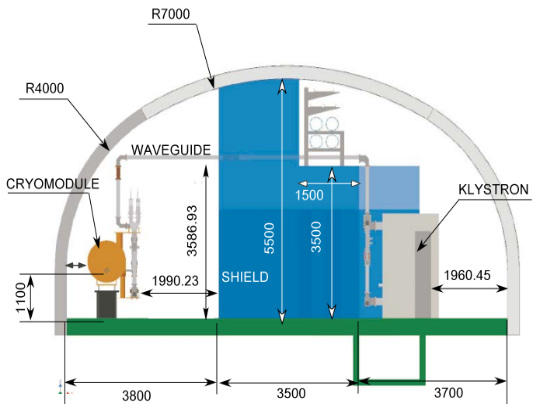 R7000
R4000
WAVEGUIDE
CRYOMODULE
KLYSTRON
1500
3586.93
5500
3500
1990.23
SHIELD
1960.45
1100
3800
3500
3700